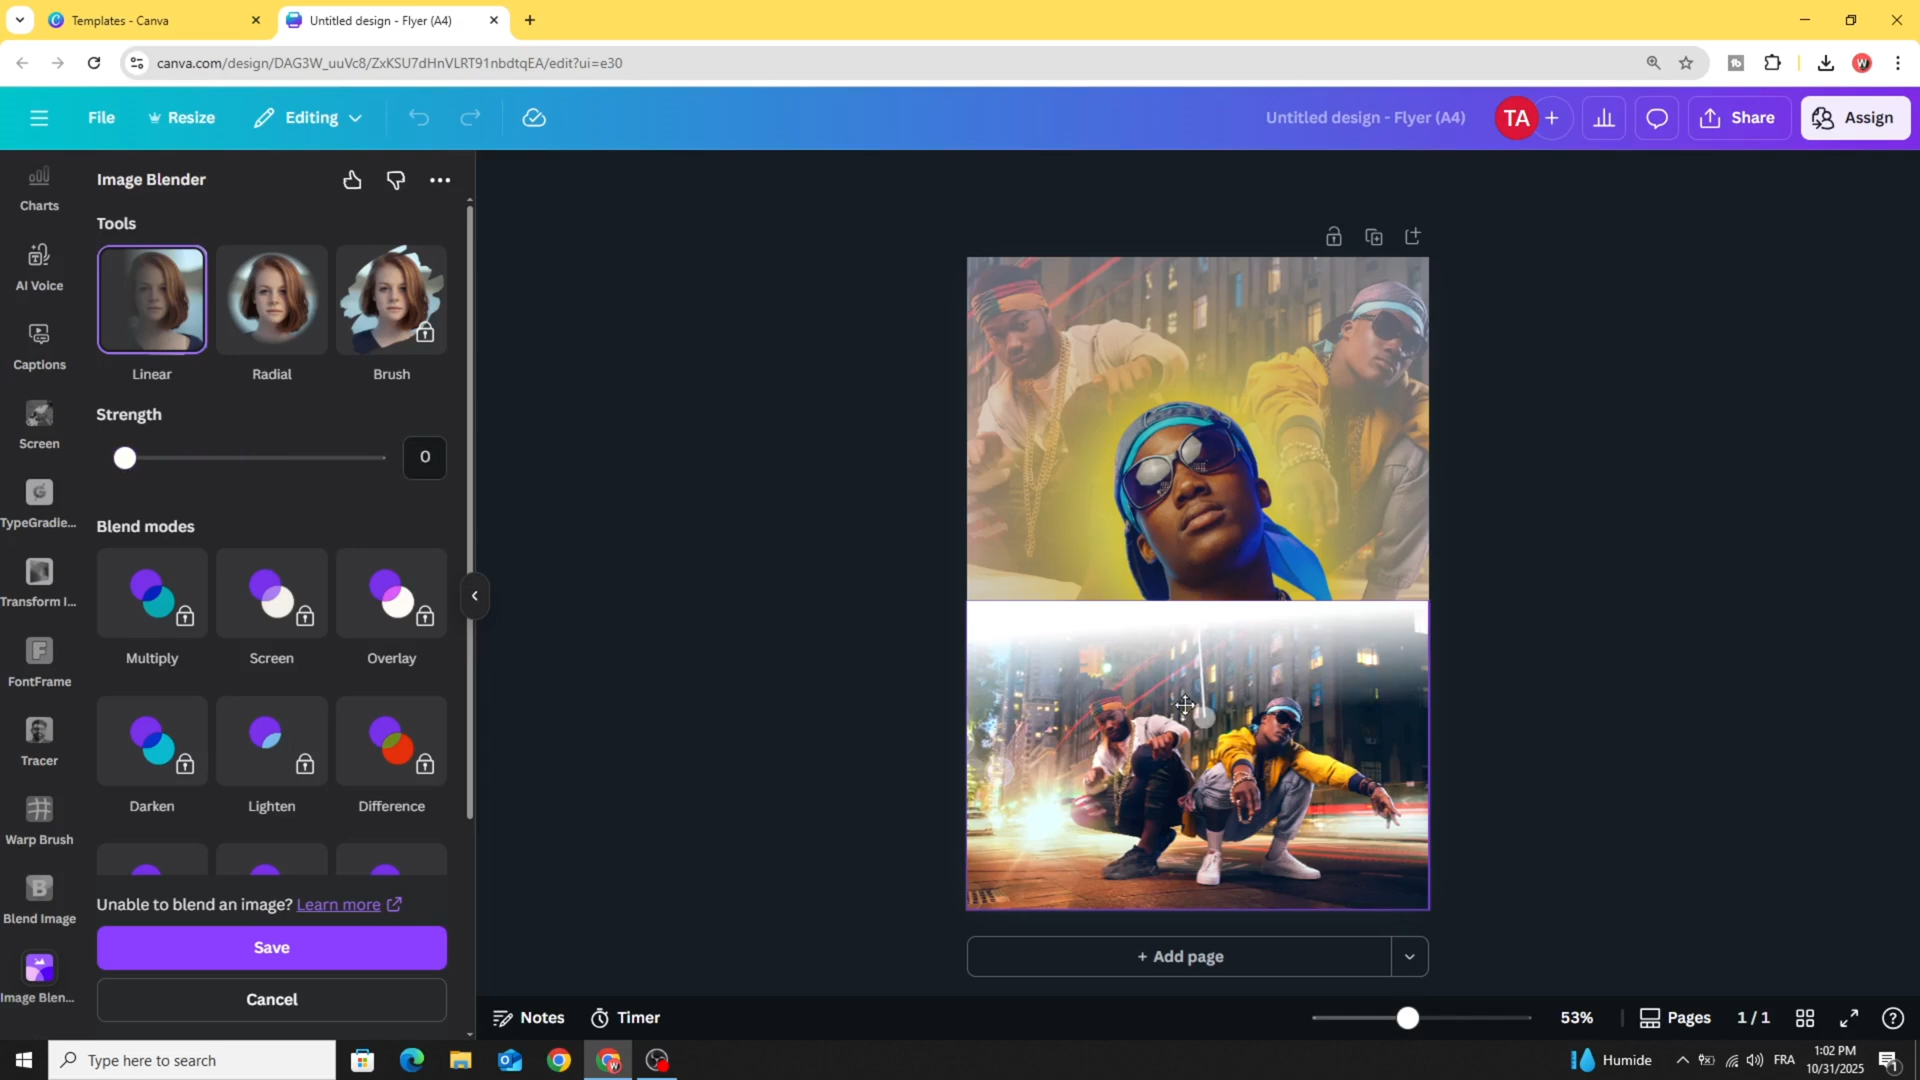 Templates - Canva
Untitled design - Flyer (A4)
canva.com/design/DAG3W_uuVc8/ZxKSU7dHnVLRT91nbdtqEA/edit?ui=e30
W
File
Resize
Editing
Untitled design - Flyer (A4)
TA
Share
Assign
Charts
AI Voice
Captions
Screen
TypeGradie...
Transform I...
FontFrame
Tracer
Warp Brush
Blend Image
Image Blen...
Image Blender
Tools
Linear
Radial
Brush
Strength
0
Blend modes
Multiply
Screen
Overlay
Darken
Lighten
Difference
Unable to blend an image? Learn more
Save
Cancel
+ Add page
Notes
Timer
53%
Pages
1 / 1
Type here to search
Humide
FRA
1:02 PM
10/31/2025
1